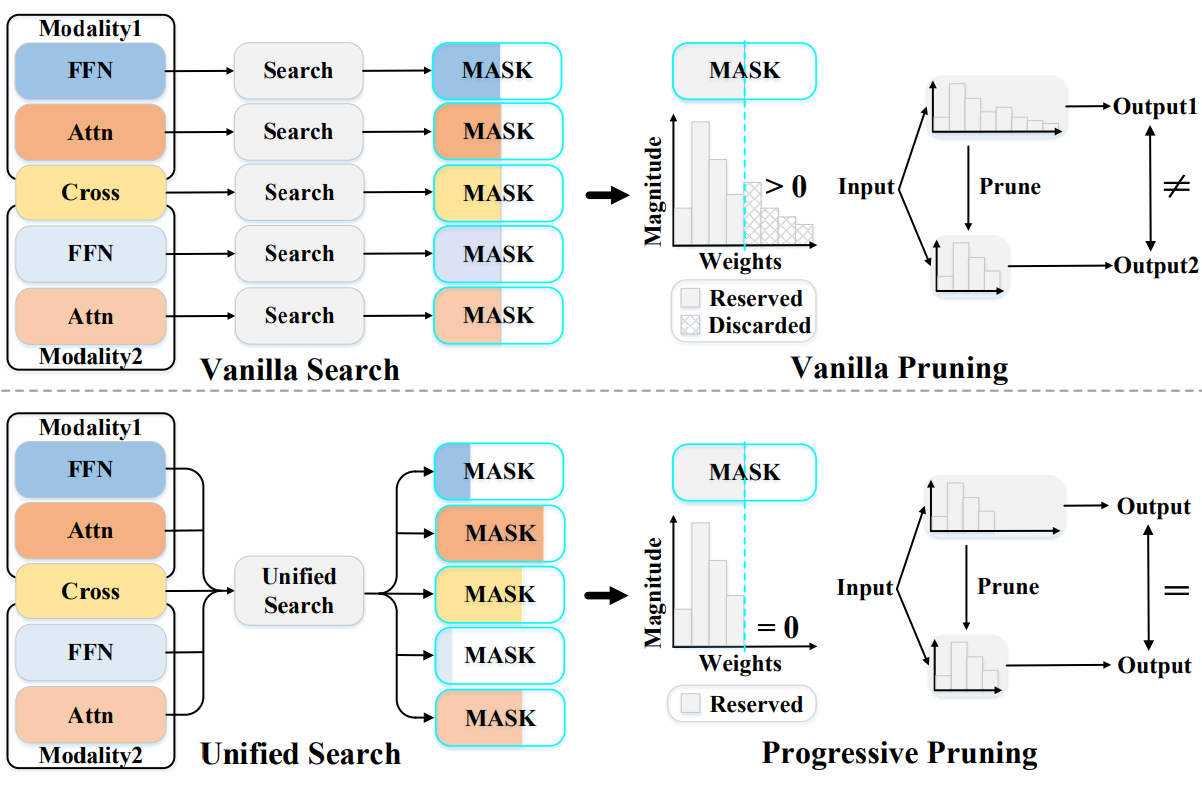 Modality1
FFN
Search
MASK
Attn
Search
MASK
Cross
Search
MASK
FFN
Search
MASK
Attn
Search
MASK
Modality2
Vanilla Search
MASK
Magnitude
> 0
Weights
Reserved
Discarded
Input
Prune
Output1
≠
Output2
Vanilla Pruning
Modality1
FFN
Attn
Cross
FFN
Attn
Modality2
Unified
Search
MASK
MASK
MASK
MASK
MASK
Unified Search
MASK
Magnitude
= 0
Weights
Reserved
Input
Prune
Output
=
Output
Progressive Pruning